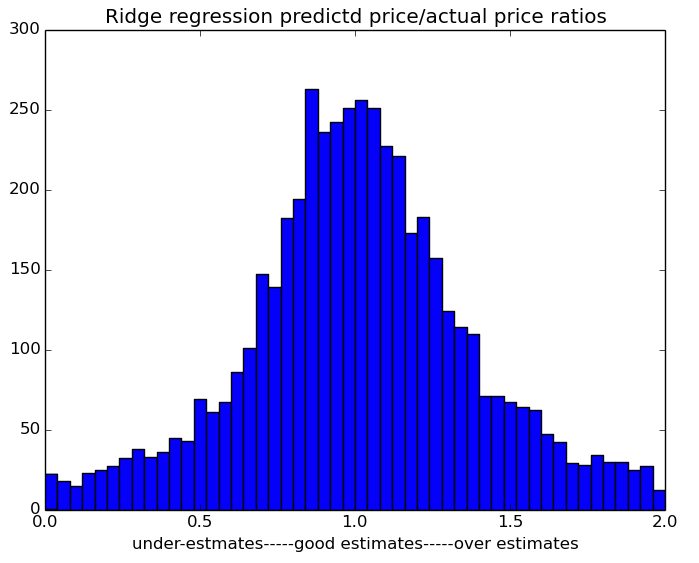 Ridge regression predictd price/actual price ratios
300
250
200
150
100
50
0
0.0 0.5 1.0 1.5 2.0
under-estmates-----good estimates-----over estimates